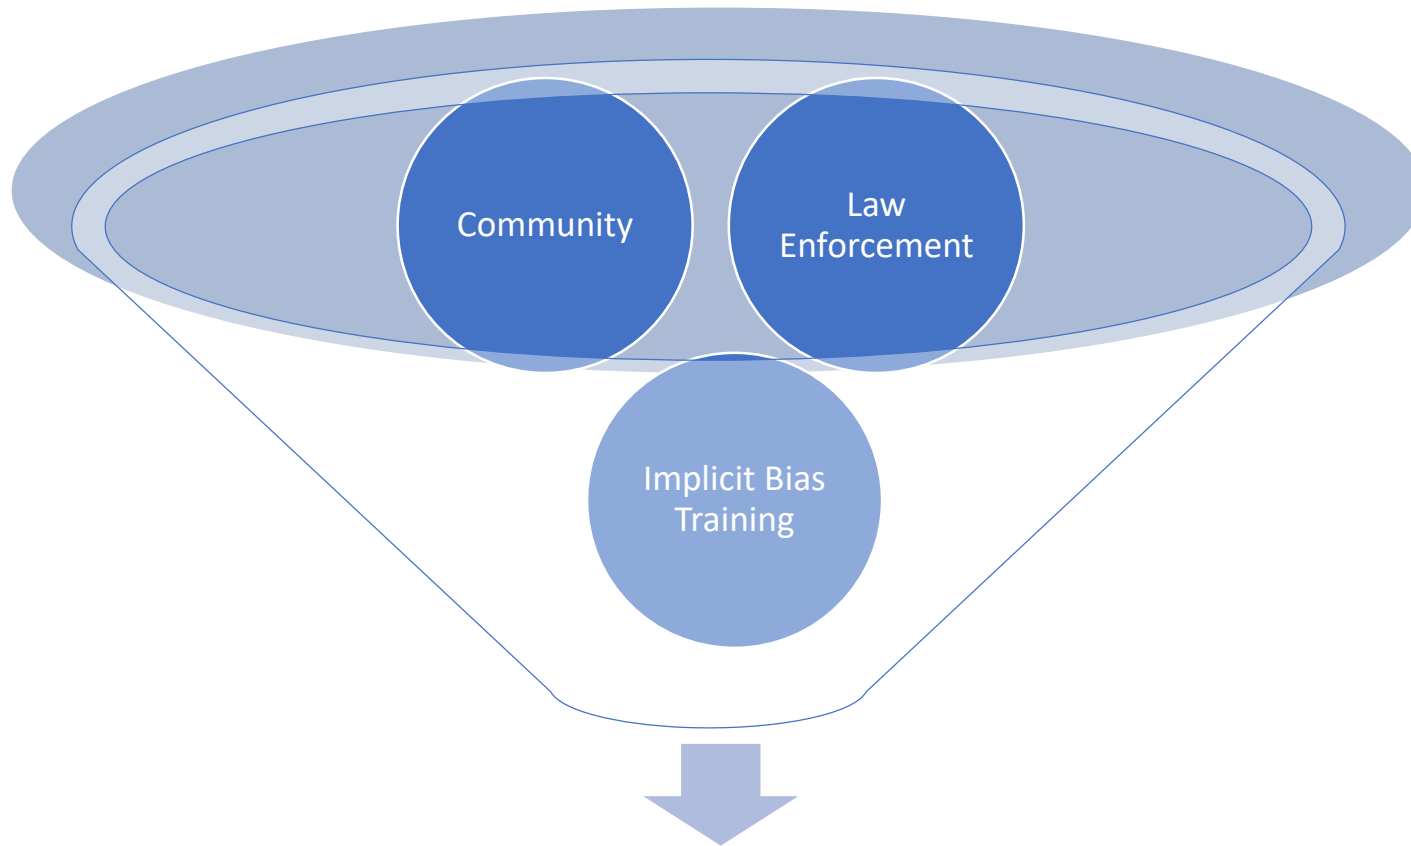 Community
Law
Enforcement
Implicit Bias
Training